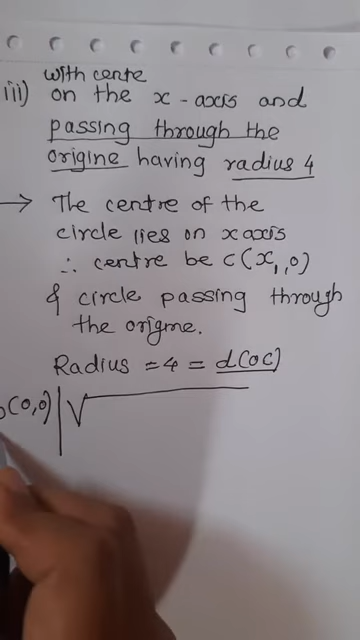 with cente
iii) on the x-axis and
passing through the
origine having radius 4
→ The centre of the
circle lies on x axis
∴ centre be C(x₁,0)
& circle passing through
the origine.
Radius = 4 = d(OC)
O(0,0) | √